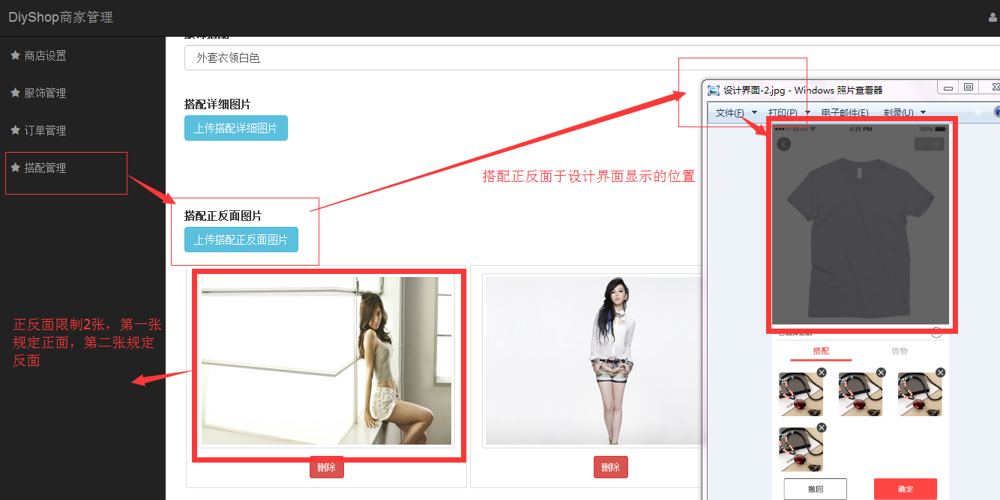 DiyShop商家管理
商店设置
服饰管理
订单管理
搭配管理
外套衣领白色
搭配详细图片
上传搭配详细图片
搭配正反面图片
上传搭配正反面图片
删除
删除
正反面限制2张，第一张
规定正面，第二张规定
反面
搭配正反面于设计界面显示的位置
设计界面-2.jpg - Windows 照片查看器
文件(F) 打印(P) 电子邮件(E) 刻录(U)
BEAN 4:21 PM 100%
下一步
搭配 饰物
撤回 确定